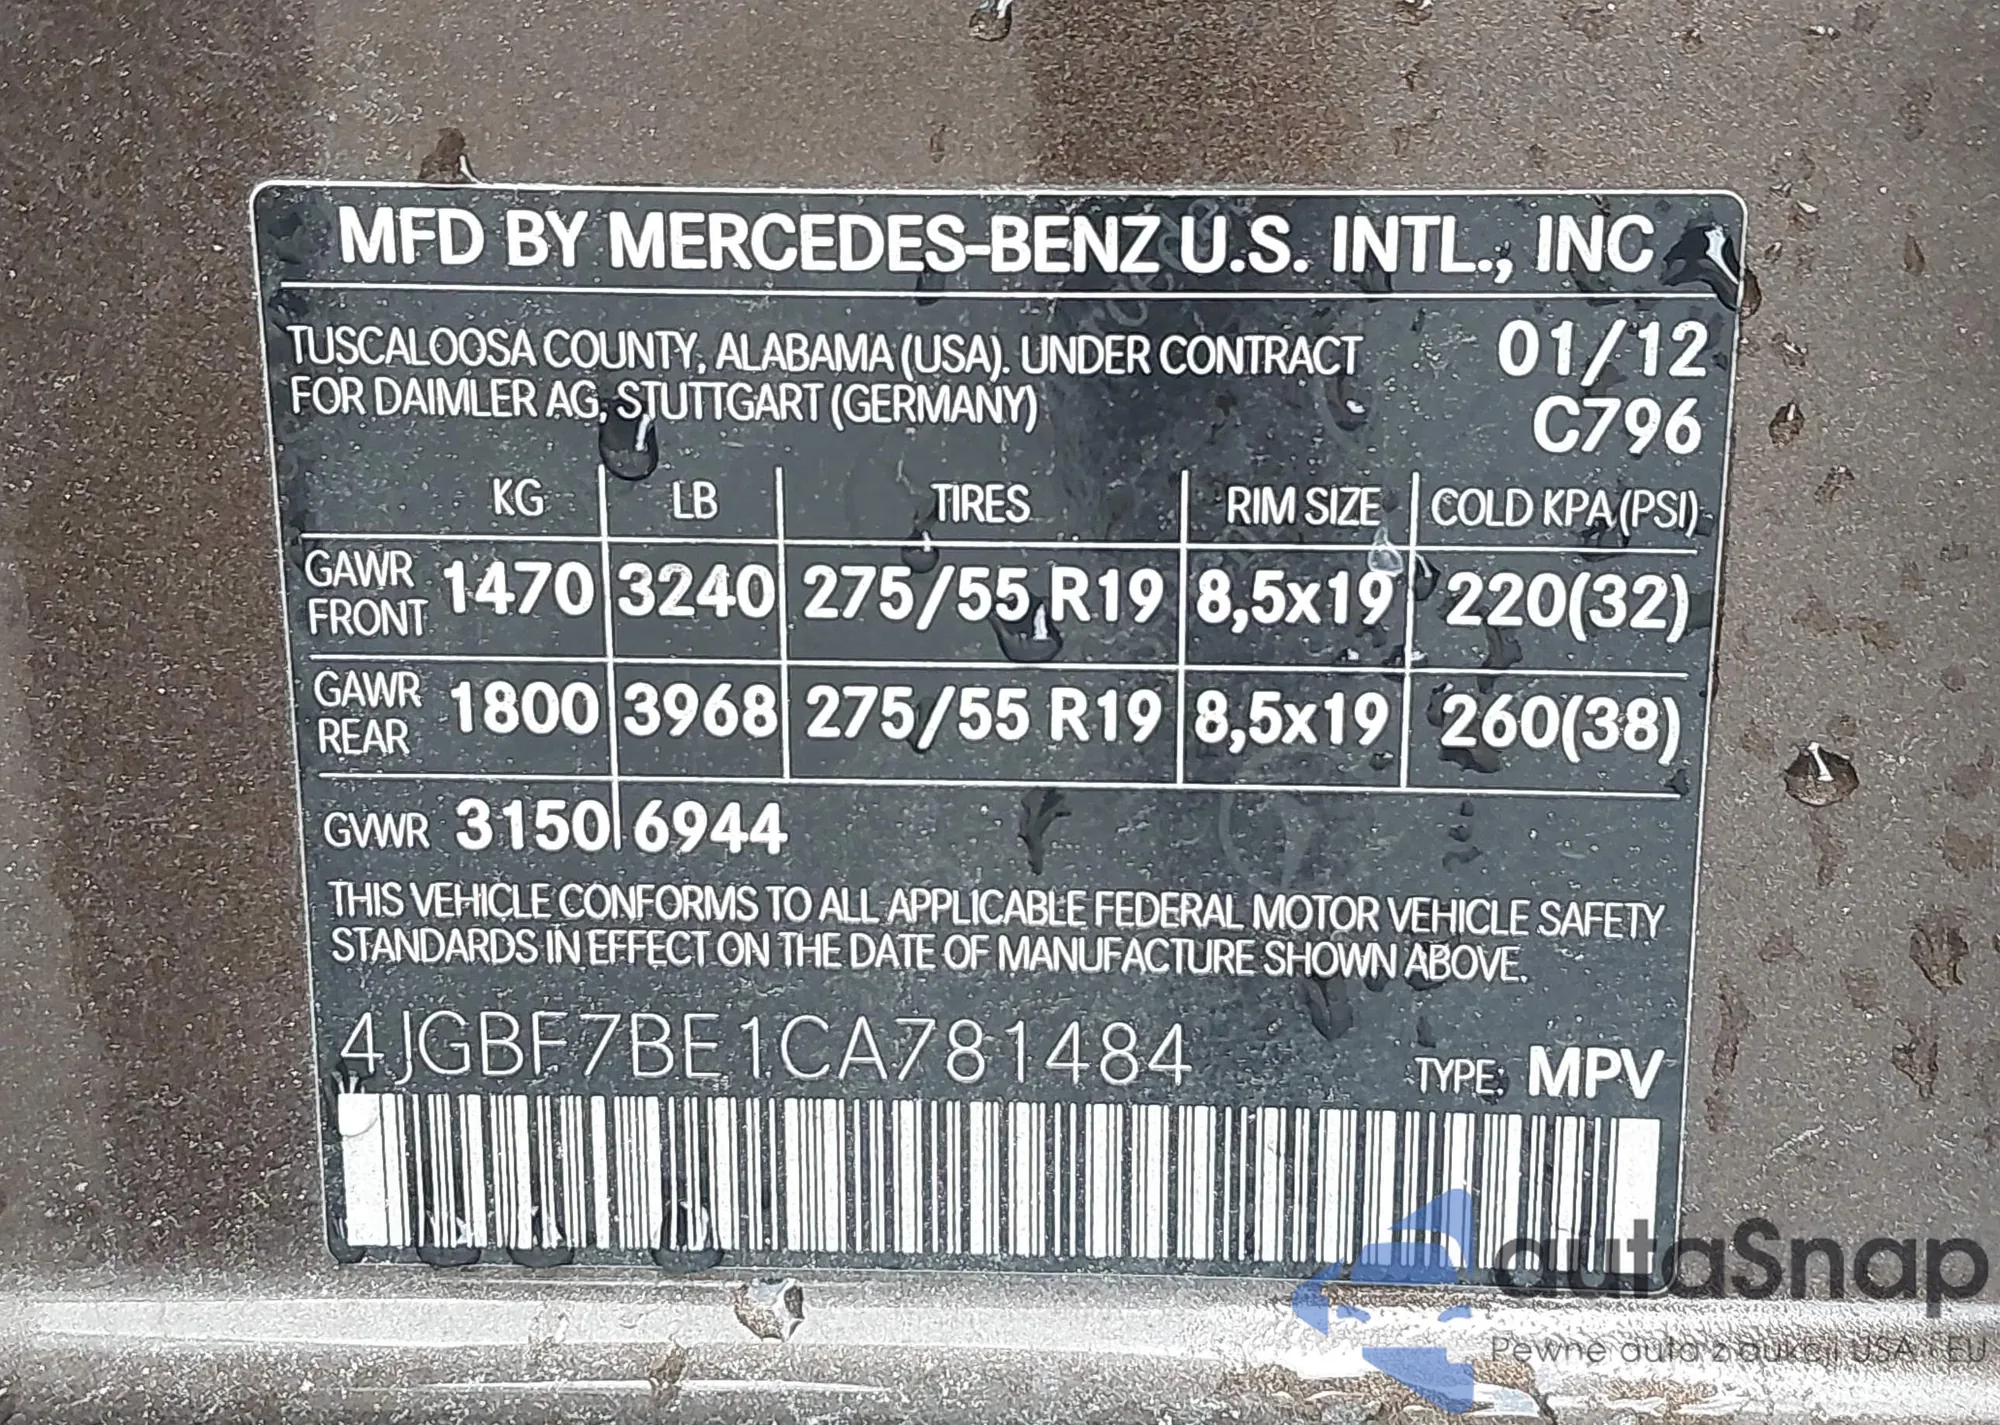 MFD BY MERCEDES-BENZ U.S. INTL., INC
TUSCALOOSA COUNTY, ALABAMA (USA). UNDER CONTRACT 01/12
FOR DAIMLER AG, STUTTGART (GERMANY) C796
KG LB TIRES RIM SIZE COLD KPA (PSI)
GAWR FRONT 1470 3240 275/55 R19 8,5x19 220(32)
GAWR REAR 1800 3968 275/55 R19 8,5x19 260(38)
GVWR 3150 6944
THIS VEHICLE CONFORMS TO ALL APPLICABLE FEDERAL MOTOR VEHICLE SAFETY
STANDARDS IN EFFECT ON THE DATE OF MANUFACTURE SHOWN ABOVE.
4JGBF7BE1CA781484 TYPE: MPV
autaSnap
Pewne auta z aukcji USA i EU